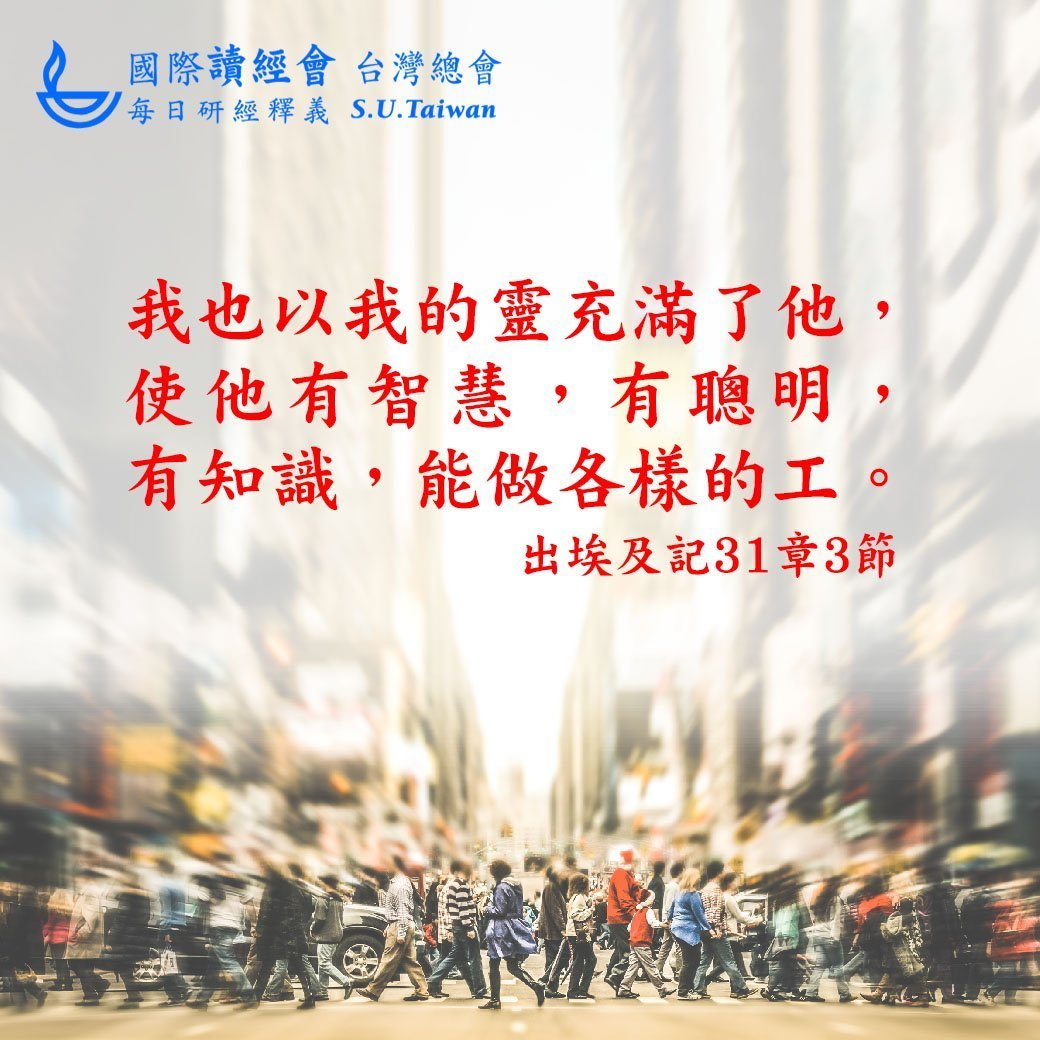 國際讀經會 台灣總會
每日研經釋義 S.U.Taiwan
我也以我的靈充滿了他，
使他有智慧，有聰明，
有知識，能做各樣的工。
出埃及記31章3節